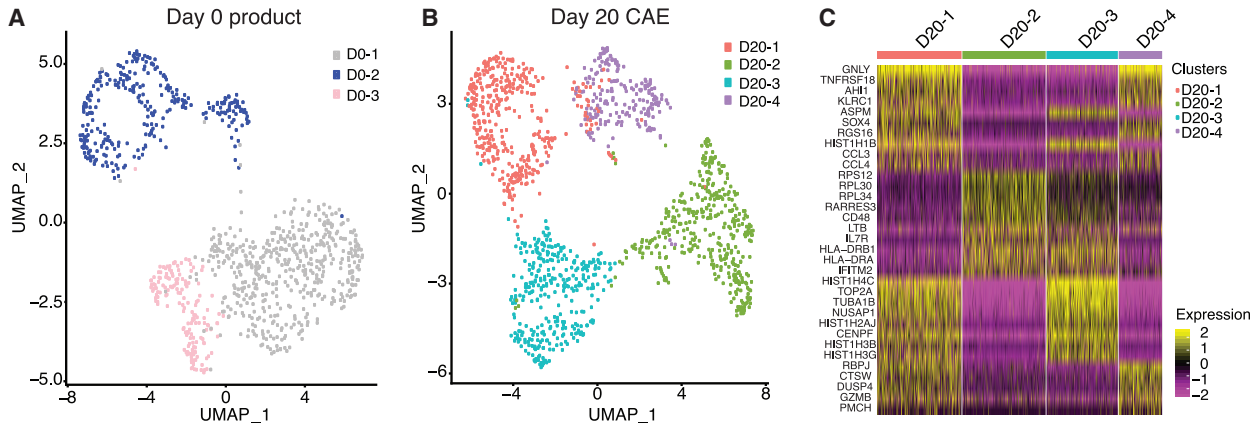 A
Day 0 product
D0-1
D0-2
D0-3
5.0
2.5
0.0
−2.5
−5.0
UMAP_2
−8
−4
0
4
UMAP_1
B
Day 20 CAE
D20-1
D20-2
D20-3
D20-4
3
0
−3
−6
UMAP_2
−4
0
4
8
UMAP_1
C
D20-1
D20-2
D20-3
D20-4
GNLY
TNFRSF18
AHI1
KLRC1
ASPM
SOX4
RGS16
HIST1H1B
CCL3
CCL4
RPS12
RPL30
RPL34
RARRES3
CD48
LTB
IL7R
HLA−DRB1
HLA−DRA
IFITM2
HIST1H4C
TOP2A
TUBA1B
NUSAP1
HIST1H2AJ
CENPF
HIST1H3B
HIST1H3G
RBPJ
CTSW
DUSP4
GZMB
PMCH
Clusters
D20-1
D20-2
D20-3
D20-4
Expression
2
1
0
−1
−2